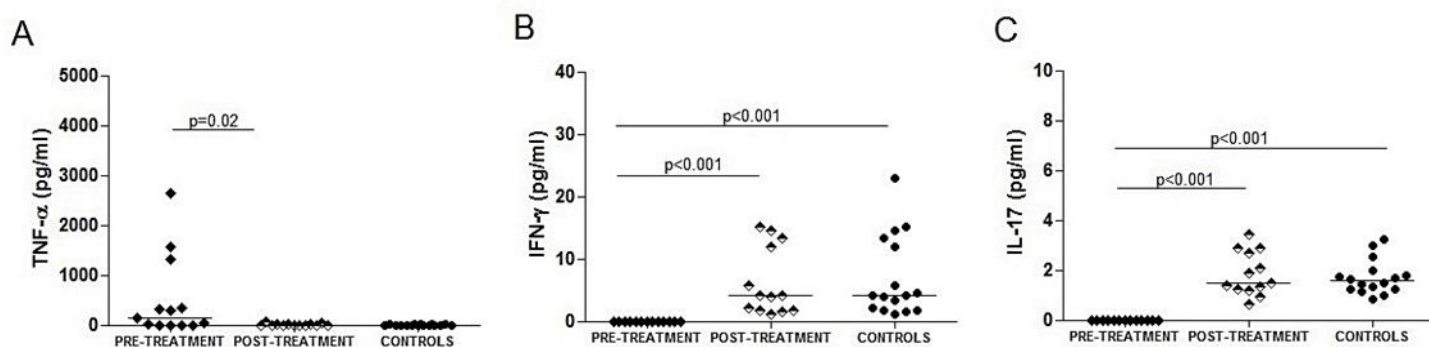 A
TNF-α (pg/ml)
5000
4000
3000
2000
1000
0
p=0.02
PRE-TREATMENT POST-TREATMENT CONTROLS
B
IFN-γ (pg/ml)
40
30
20
10
0
p<0.001
p<0.001
PRE-TREATMENT POST-TREATMENT CONTROLS
C
IL-17 (pg/ml)
10
8
6
4
2
0
p<0.001
p<0.001
PRE-TREATMENT POST-TREATMENT CONTROLS